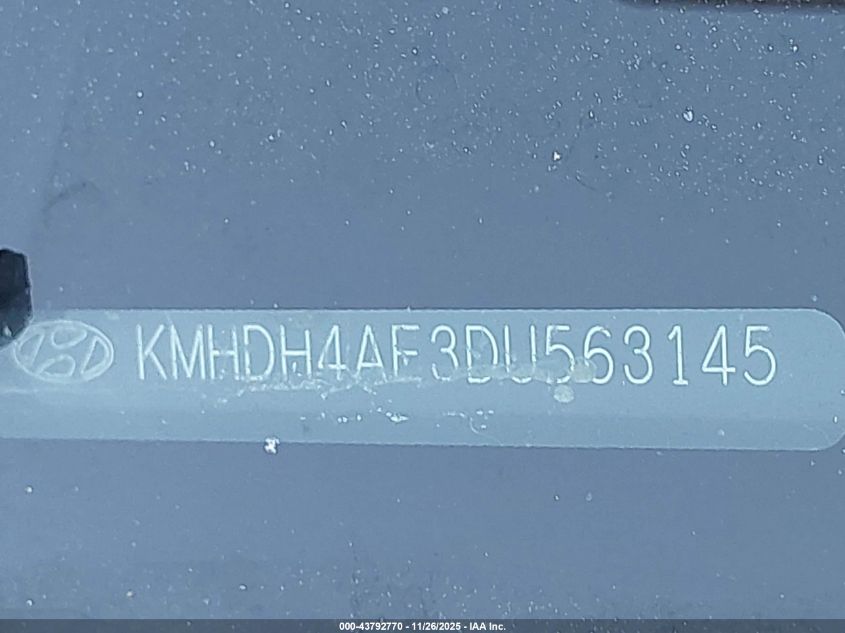 KMHDH4AE3DU563145
000-43792770 - 11/26/2025 - IAA Inc.